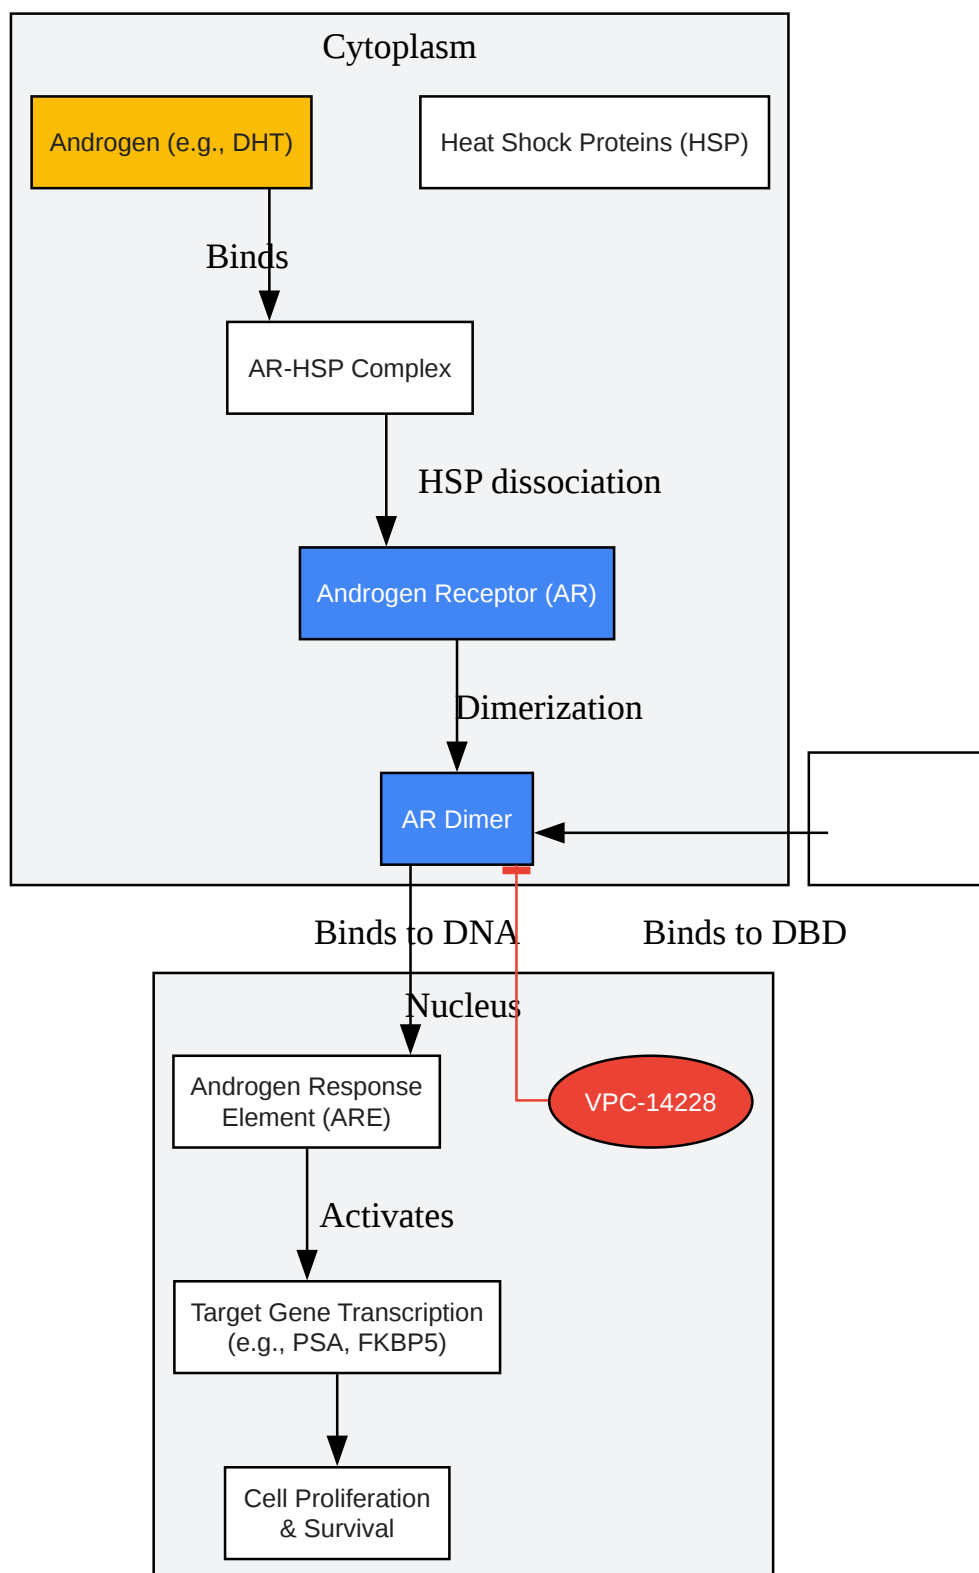 Cytoplasm
Androgen (e.g., DHT)
Heat Shock Proteins (HSP)
Binds
AR-HSP Complex
HSP dissociation
Androgen Receptor (AR)
Dimerization
AR Dimer
Binds to DNA
Binds to DBD
Nucleus
Androgen Response
Element (ARE)
VPC-14228
Activates
Target Gene Transcription
(e.g., PSA, FKBP5)
Cell Proliferation
& Survival